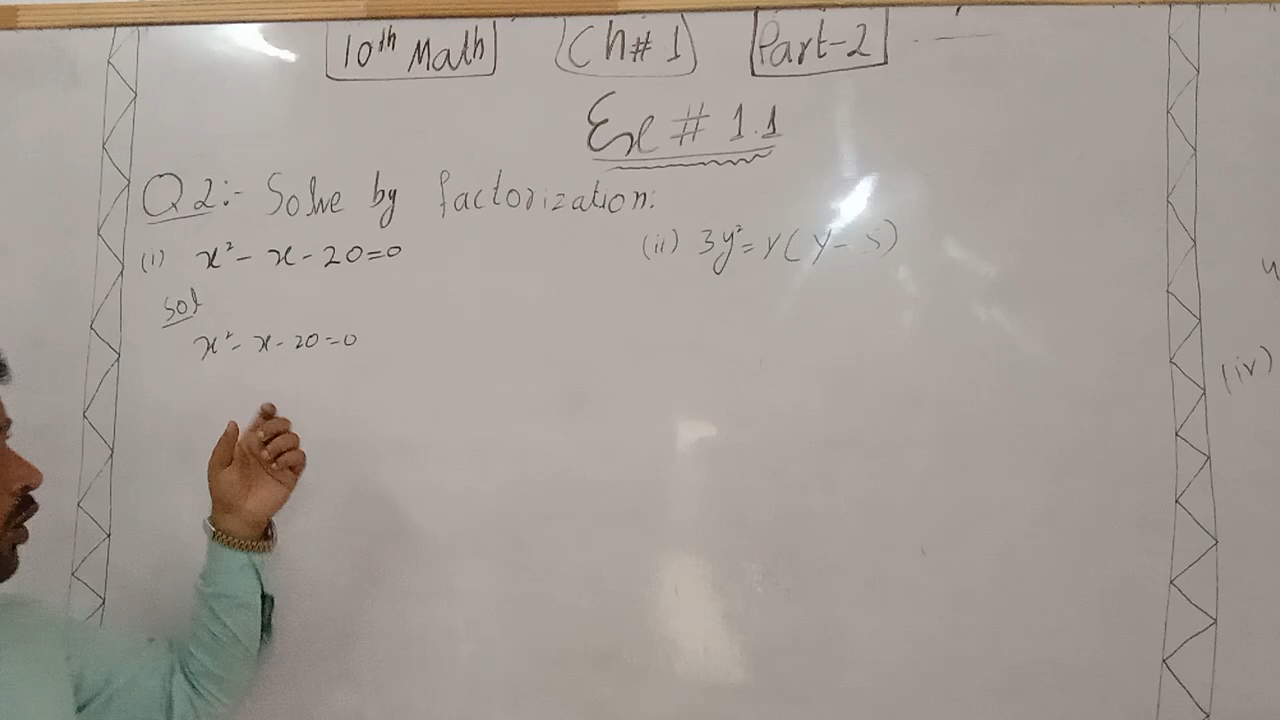 10th Math Ch# 1 Part-2
Ex # 1.1
Q2:- Solve by factorization:
(i) x² - x - 20=0 (ii) 3y²= y(y - 5)
Sol
x² - x - 20=0
(iv)